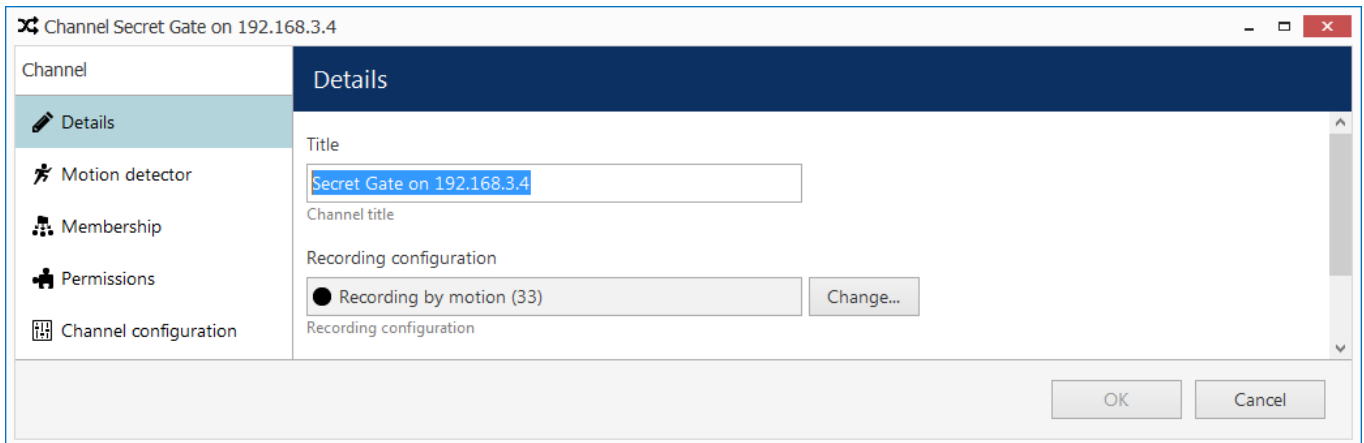 Channel Secret Gate on 192.168.3.4
Channel
Details
Motion detector
Membership
Permissions
Channel configuration
Details
Title
Secret Gate on 192.168.3.4
Channel title
Recording configuration
Recording by motion (33)
Change...
Recording configuration
OK
Cancel